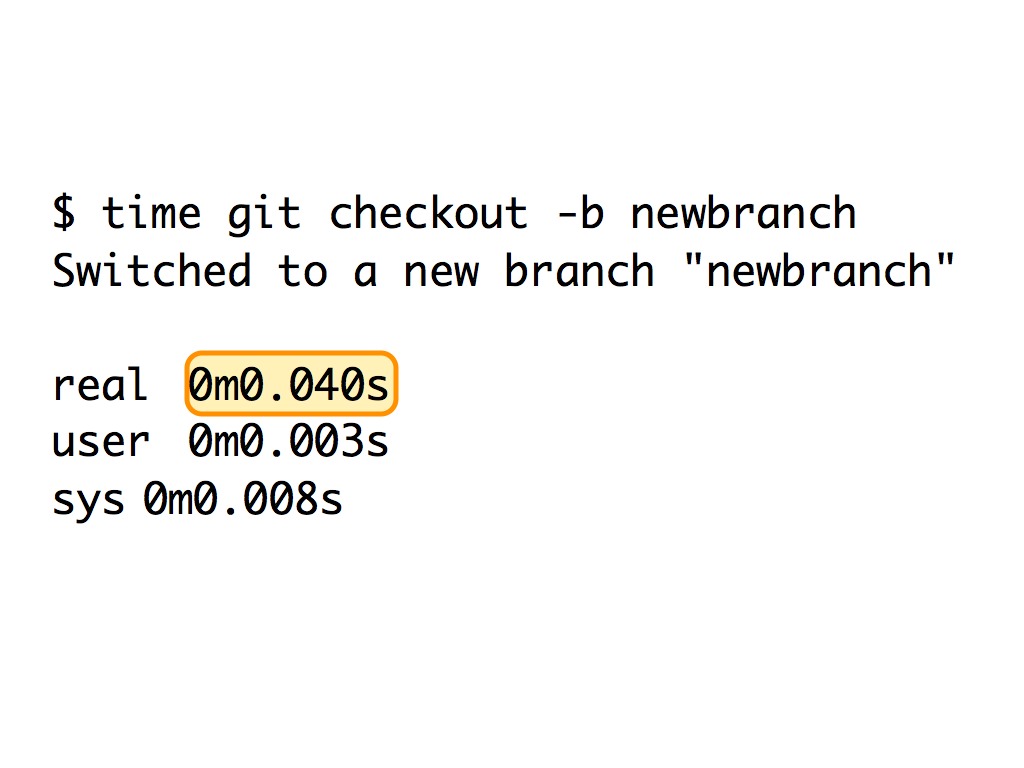 $ time git checkout -b newbranch
Switched to a new branch "newbranch"
real 0m0.040s
user 0m0.003s
sys 0m0.008s